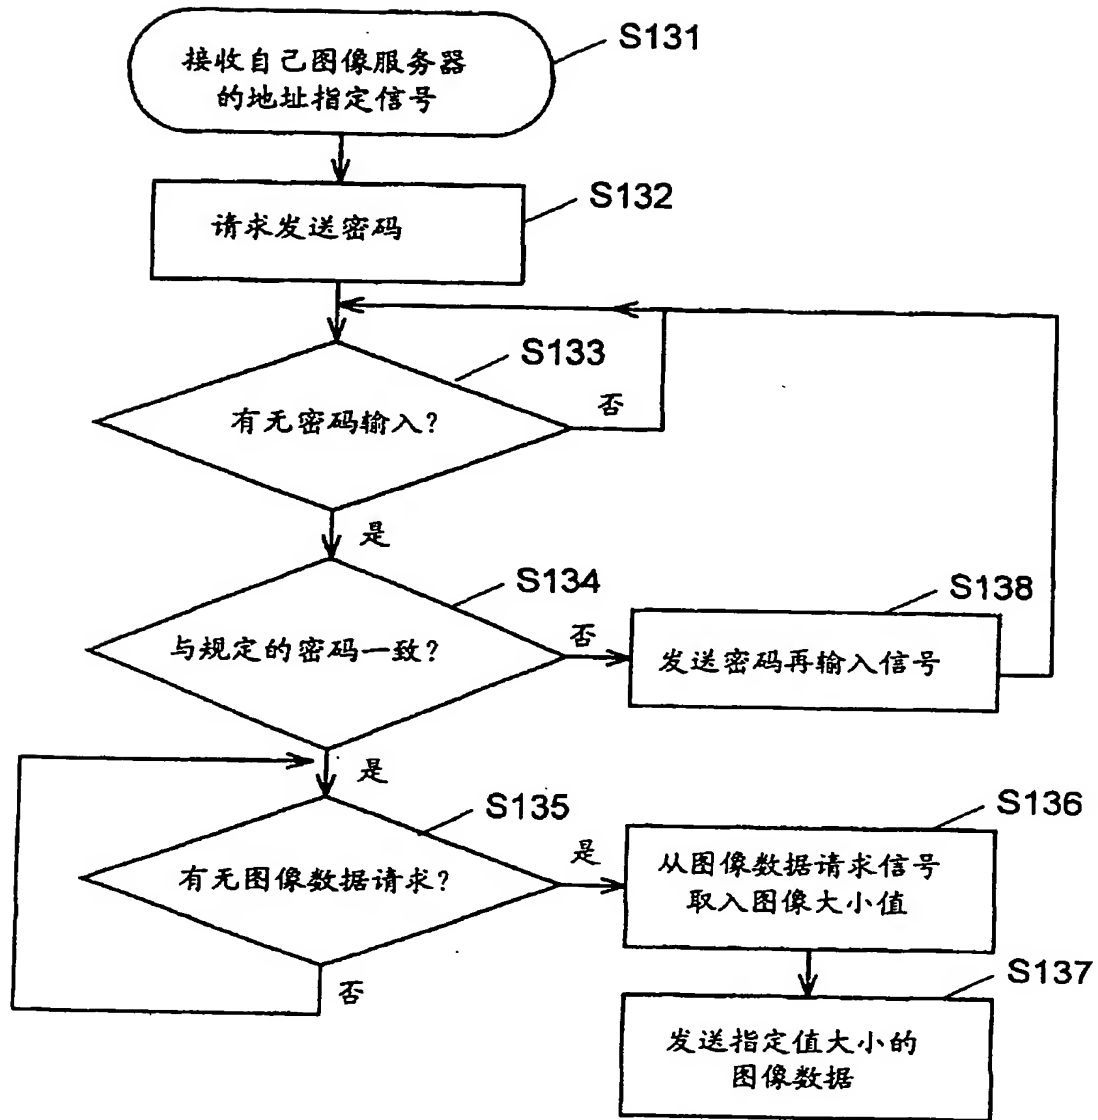 接收自己图像服务器
的地址指定信号
S131
请求发送密码
S132
S133
有无密码输入?
否
是
S134
与规定的密码一致?
否
S138
发送密码再输入信号
是
S135
有无图像数据请求?
是
否
S136
从图像数据请求信号
取入图像大小值
S137
发送指定值大小的
图像数据